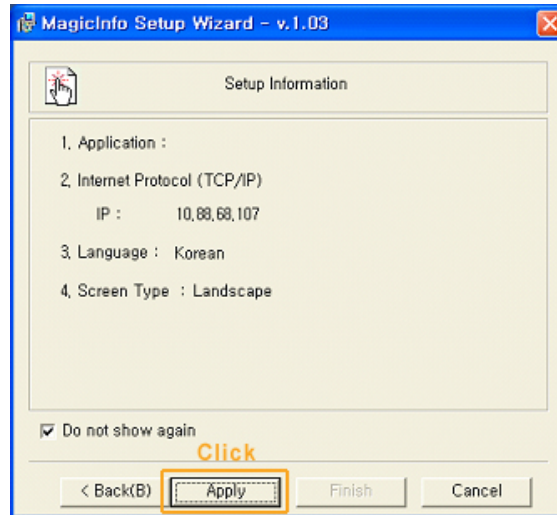 MagicInfo Setup Wizard - v.1.03
Setup Information
1, Application :
2, Internet Protocol (TCP/IP)
IP : 10,88,68,107
3, Language : Korean
4, Screen Type : Landscape
Do not show again
Click
< Back(B) Apply Finish Cancel